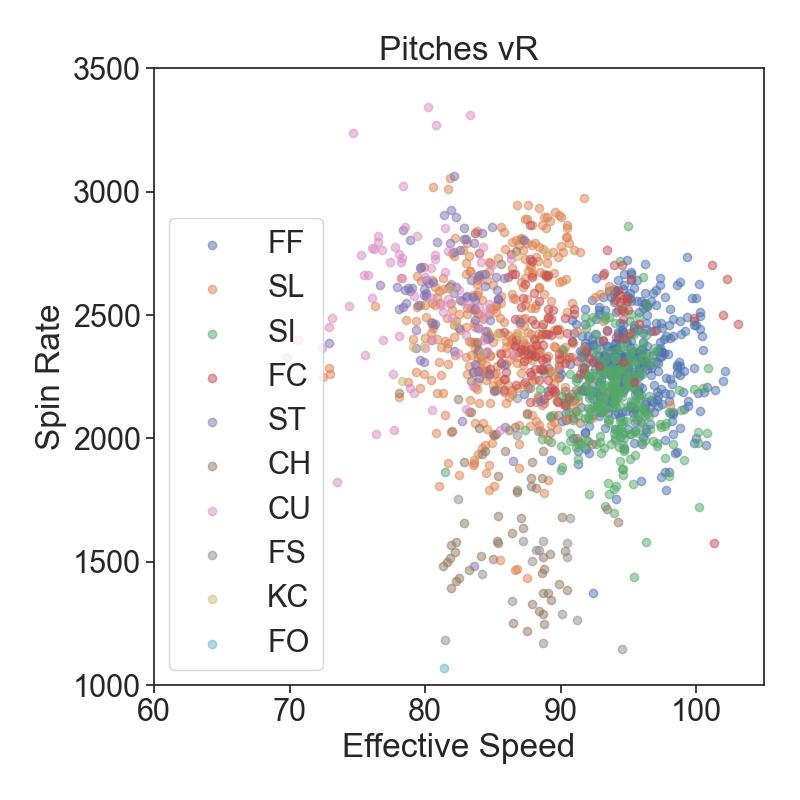 Pitches vR
3500
3000
2500
2000
1500
1000
Spin Rate
FF
SL
SI
FC
ST
CH
CU
FS
KC
FO
60 70 80 90 100
Effective Speed